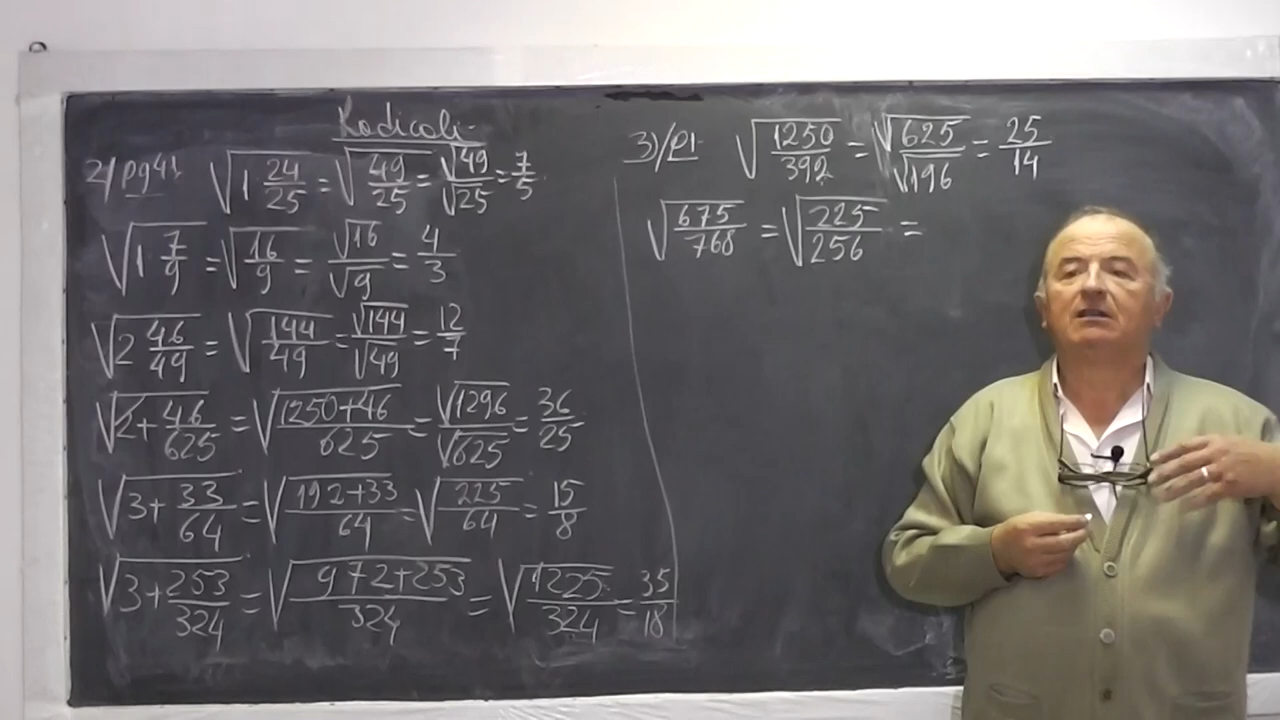 Radicali
2)/pg41 √(1 24/25) = √(49/25) = √49/√25 = 7/5
√(1 7/9) = √(16/9) = √16/√9 = 4/3
√(2 46/49) = √(144/49) = √144/√49 = 12/7
√(2+46/625) = √((1250+46)/625) = √1296/√625 = 36/25
√(3+33/64) = √((192+33)/64) = √(225/64) = 15/8
√(3+253/324) = √((972+253)/324) = √(1225/324) = 35/18
3)/p1 √(1250/392) = √625/√196 = 25/14
√(675/768) = √(225/256) =